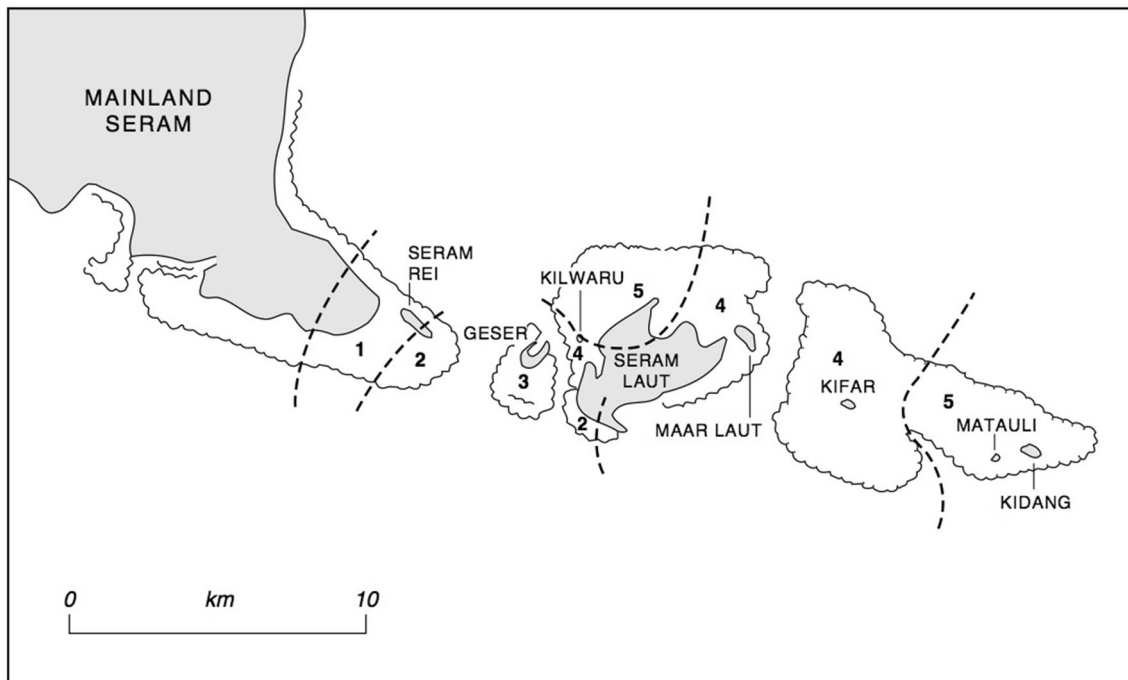 MAINLAND
SERAM
SERAM
REI
KILWARU
5
4
GESER
1
2
3
4
SERAM
LAUT
2
MAAR LAUT
4
KIFAR
5
MATAULI
KIDANG
0 km 10